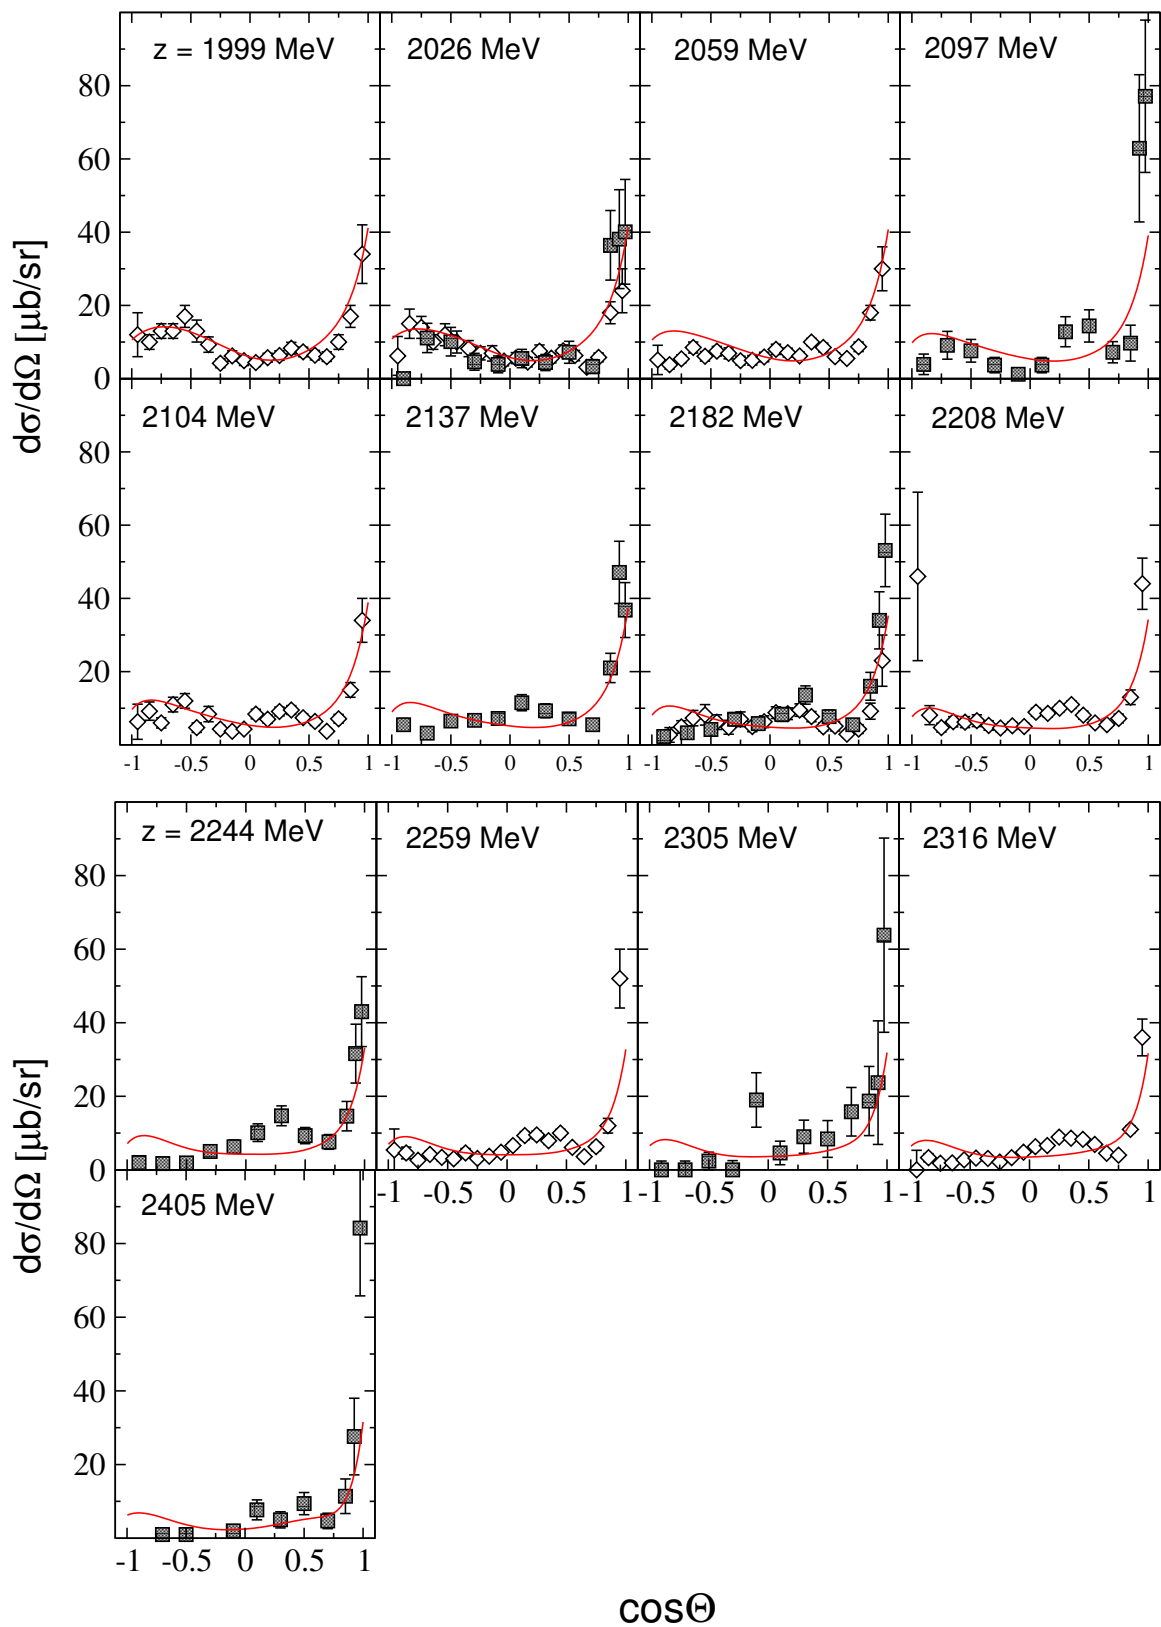 z = 1999 MeV
2026 MeV
2059 MeV
2097 MeV
80
60
40
20
0
dσ/dΩ [μb/sr]
2104 MeV
2137 MeV
2182 MeV
2208 MeV
80
60
40
20
-1 -0.5 0 0.5 1
-1 -0.5 0 0.5 1
-1 -0.5 0 0.5 1
-1 -0.5 0 0.5 1
z = 2244 MeV
2259 MeV
2305 MeV
2316 MeV
80
60
40
20
0
dσ/dΩ [μb/sr]
-1 -0.5 0 0.5 1
-1 -0.5 0 0.5 1
-1 -0.5 0 0.5 1
2405 MeV
80
60
40
20
-1 -0.5 0 0.5 1
cosΘ